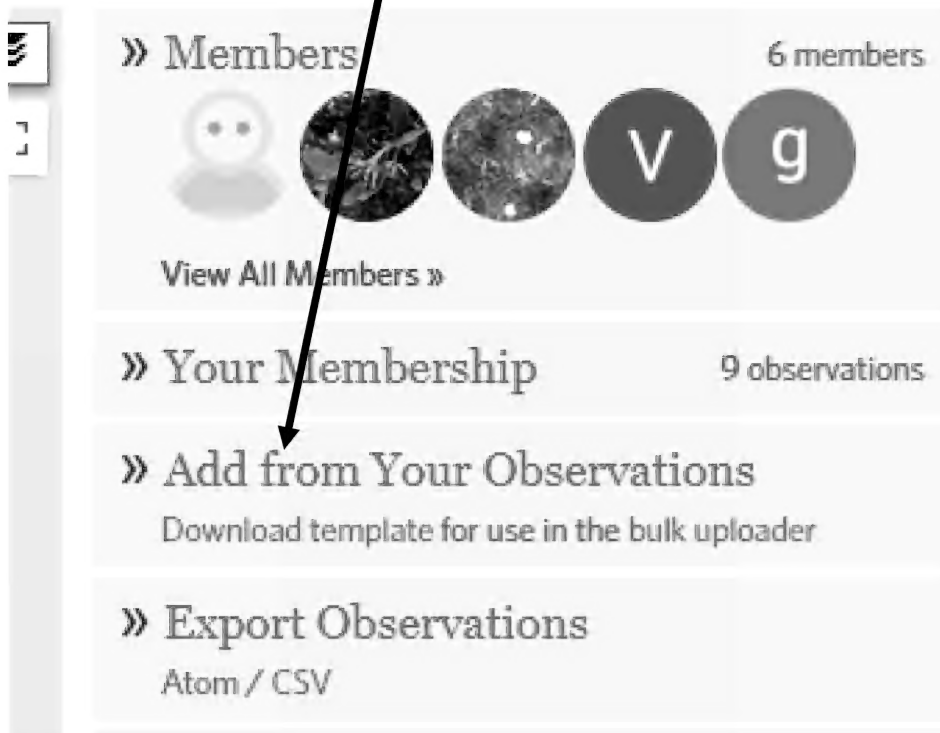 » Members 6 members
V g
View All Members »
» Your Membership 9 observations
» Add from Your Observations
Download template for use in the bulk uploader
» Export Observations
Atom / CSV